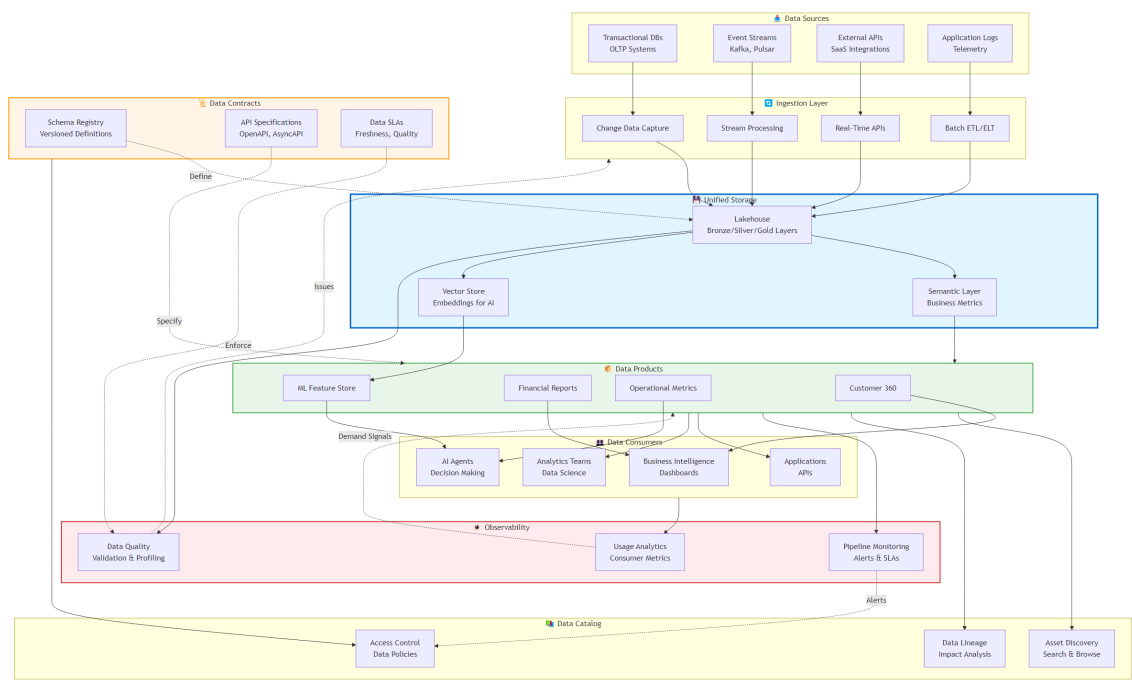 Data Sources
Transactional DBs
OLTP Systems
Event Streams
Kafka, Pulsar
External APIs
SaaS Integrations
Application Logs
Telemetry
Data Contracts
Schema Registry
Versioned Definitions
API Specifications
OpenAPI, AsyncAPI
Data SLAs
Freshness, Quality
Ingestion Layer
Change Data Capture
Stream Processing
Real-Time APIs
Batch ETL/ELT
Define
Unified Storage
Lakehouse
Bronze/Silver/Gold Layers
Issues
Vector Store
Embeddings for AI
Semantic Layer
Business Metrics
Specify
Enforce
Data Products
ML Feature Store
Financial Reports
Operational Metrics
Customer 360
Demand Signals
Data Consumers
AI Agents
Decision Making
Analytics Teams
Data Science
Business Intelligence
Dashboards
Applications
APIs
Observability
Data Quality
Validation & Profiling
Usage Analytics
Consumer Metrics
Pipeline Monitoring
Alerts & SLAs
Alerts
Data Catalog
Access Control
Data Policies
Data Lineage
Impact Analysis
Asset Discovery
Search & Browse